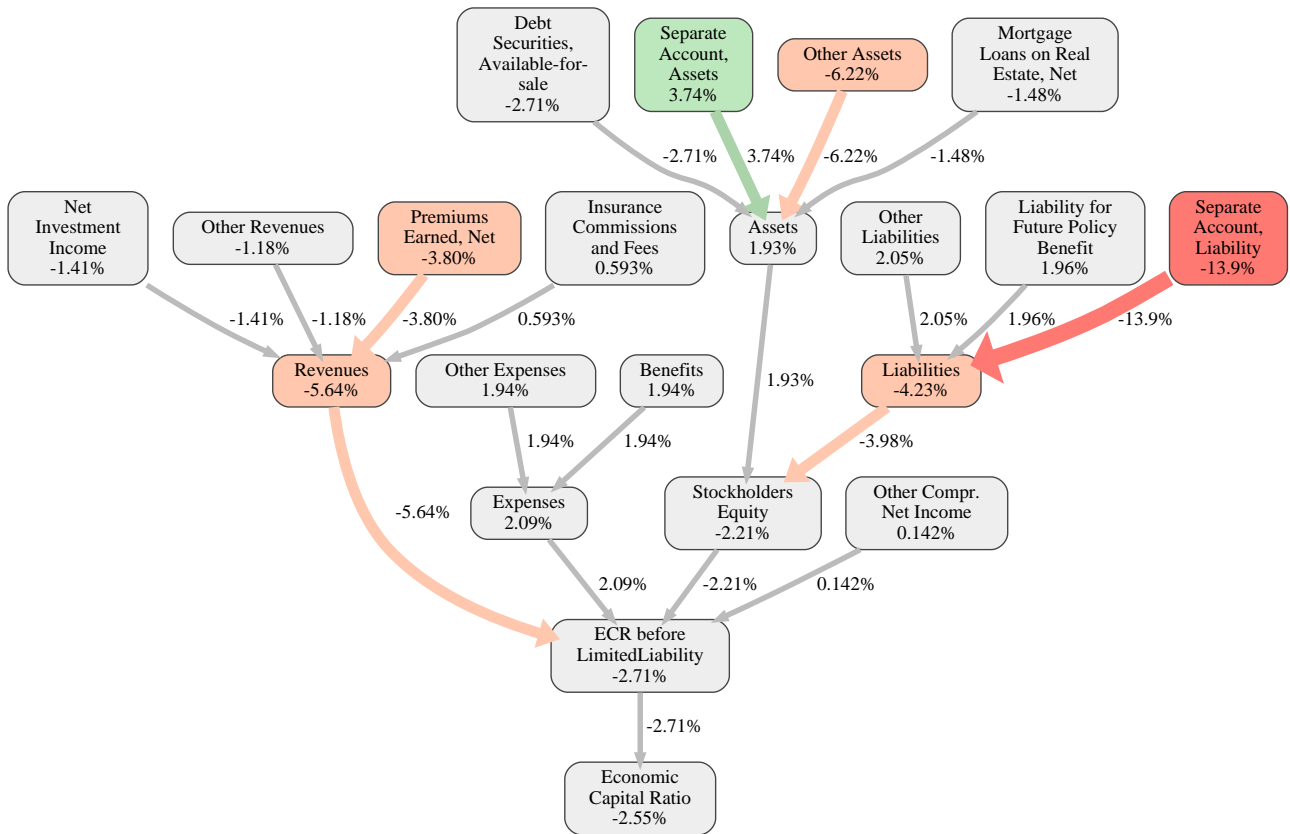 Debt
Securities,
Available-for-
sale
-2.71%
Separate
Account,
Assets
3.74%
Other Assets
-6.22%
Mortgage
Loans on Real
Estate, Net
-1.48%
-2.71%
3.74%
-6.22%
-1.48%
Net
Investment
Income
-1.41%
Other Revenues
-1.18%
Premiums
Earned, Net
-3.80%
Insurance
Commissions
and Fees
0.593%
Assets
1.93%
Other
Liabilities
2.05%
Liability for
Future Policy
Benefit
1.96%
Separate
Account,
Liability
-13.9%
-1.41%
-1.18%
-3.80%
0.593%
2.05%
1.96%
-13.9%
Revenues
-5.64%
Other Expenses
1.94%
Benefits
1.94%
1.93%
Liabilities
-4.23%
1.94%
1.94%
-3.98%
-5.64%
Expenses
2.09%
Stockholders
Equity
-2.21%
Other Compr.
Net Income
0.142%
2.09%
-2.21%
0.142%
ECR before
LimitedLiability
-2.71%
-2.71%
Economic
Capital Ratio
-2.55%